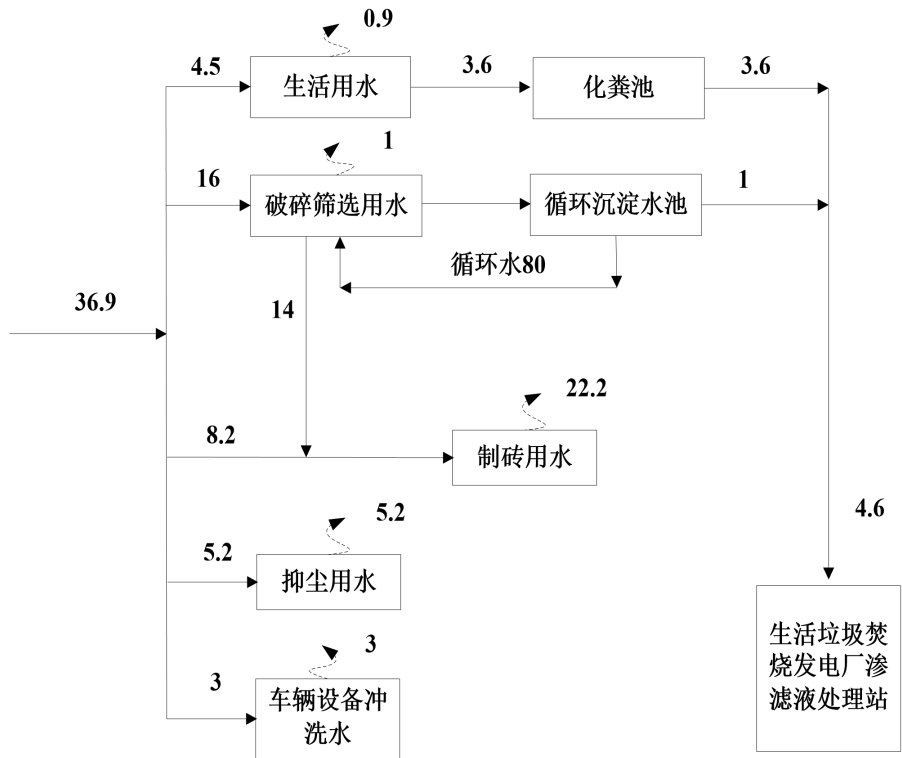 0.9
4.5
生活用水
3.6
化粪池
3.6
1
16
破碎筛选用水
循环沉淀水池
1
循环水80
36.9
14
22.2
8.2
制砖用水
5.2
4.6
5.2
抑尘用水
3
3
车辆设备冲
洗水
生活垃圾焚
烧发电厂渗
滤液处理站